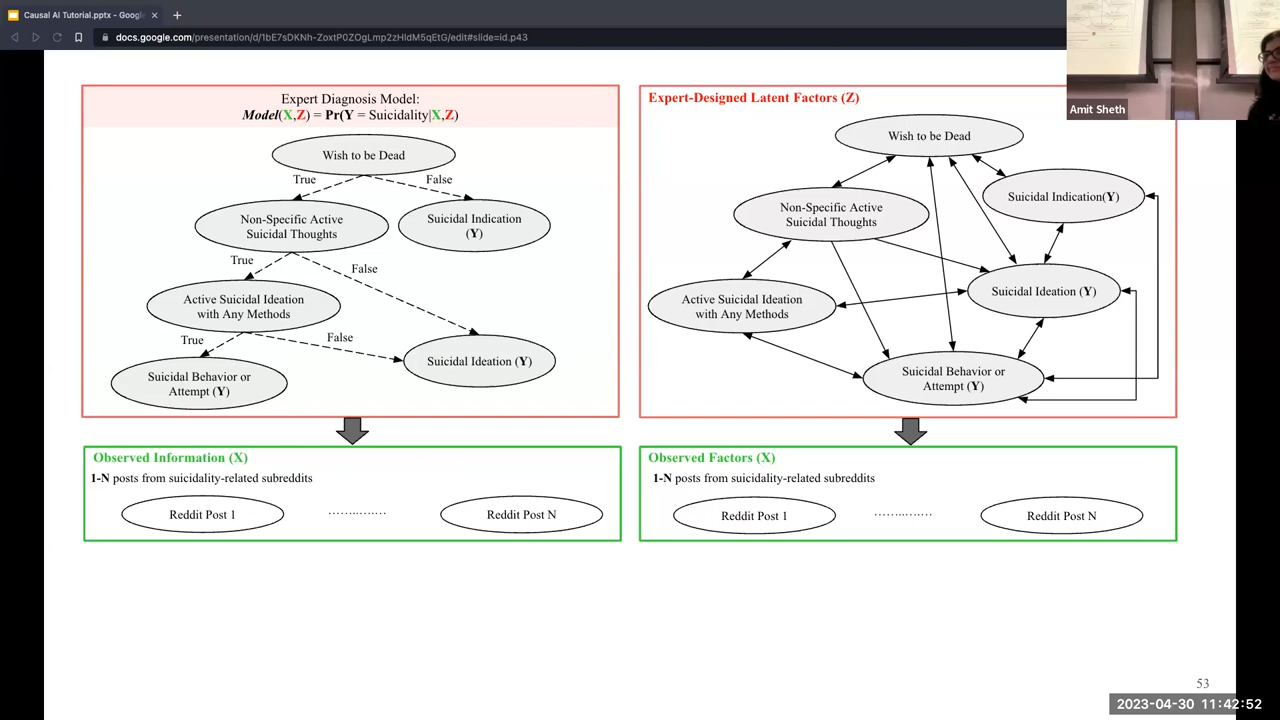 Causal AI Tutorial.pptx - Google
docs.google.com/presentation/d/1bE7sDKNh-ZoxtP0ZOgLmp2zHIdM5qEtG/edit#slide=id.p43
Amit Sheth
Expert Diagnosis Model:
Model(X,Z) = Pr(Y = Suicidality|X,Z)
Wish to be Dead
True
False
Non-Specific Active
Suicidal Thoughts
Suicidal Indication
(Y)
True
False
Active Suicidal Ideation
with Any Methods
True
False
Suicidal Ideation (Y)
Suicidal Behavior or
Attempt (Y)
Expert-Designed Latent Factors (Z)
Wish to be Dead
Suicidal Indication(Y)
Non-Specific Active
Suicidal Thoughts
Suicidal Ideation (Y)
Active Suicidal Ideation
with Any Methods
Suicidal Behavior or
Attempt (Y)
Observed Information (X)
1-N posts from suicidality-related subreddits
Reddit Post 1
...............
Reddit Post N
Observed Factors (X)
1-N posts from suicidality-related subreddits
Reddit Post 1
...............
Reddit Post N
53
2023-04-30 11:42:52